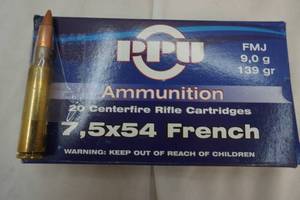 PPU
FMJ
9,0 g
139 gr
Ammunition
20 Centerfire Rifle Cartridges
7,5x54 French
WARNING: KEEP OUT OF REACH OF CHILDREN